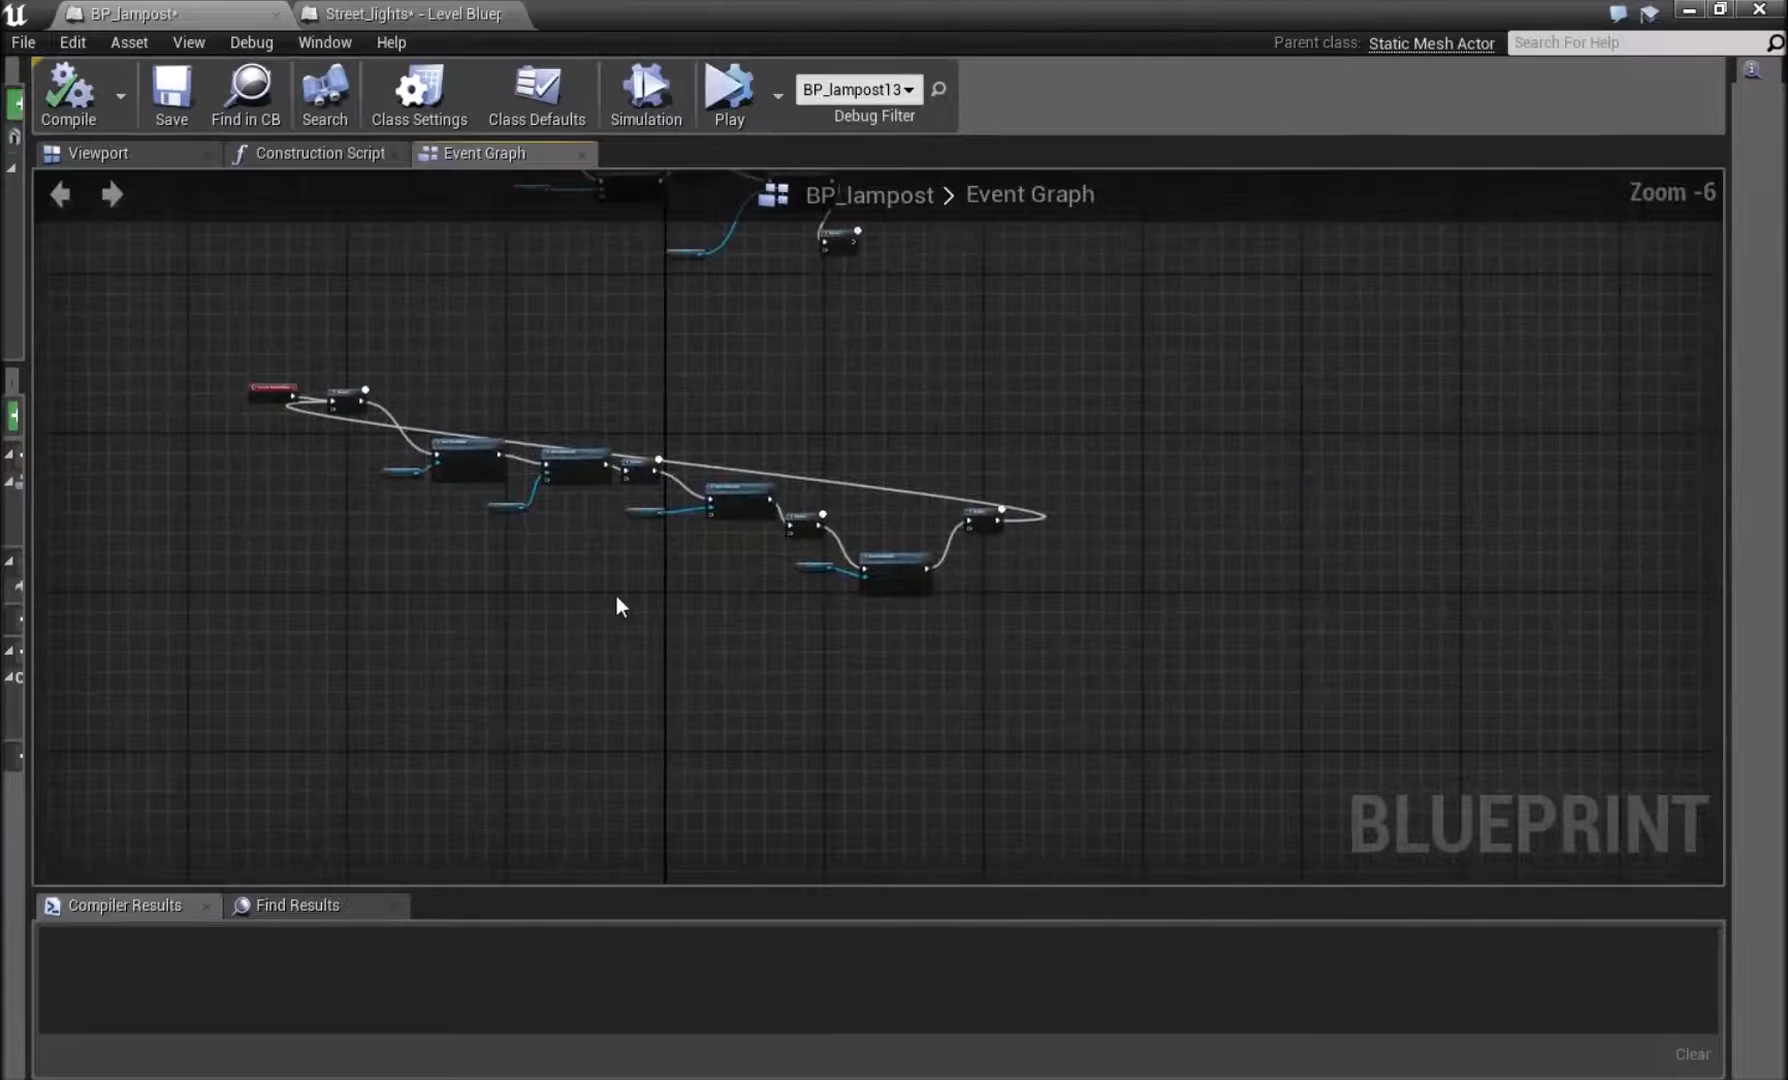 BP_lampost*
Street_lights* - Level Bluep
File Edit Asset View Debug Window Help
Parent class: Static Mesh Actor
Search For Help
Compile
Save
Find in CB
Search
Class Settings
Class Defaults
Simulation
Play
BP_lampost13
Debug Filter
Viewport
Construction Script
Event Graph
BP_lampost > Event Graph
Zoom -6
BLUEPRINT
Compiler Results
Find Results
Clear